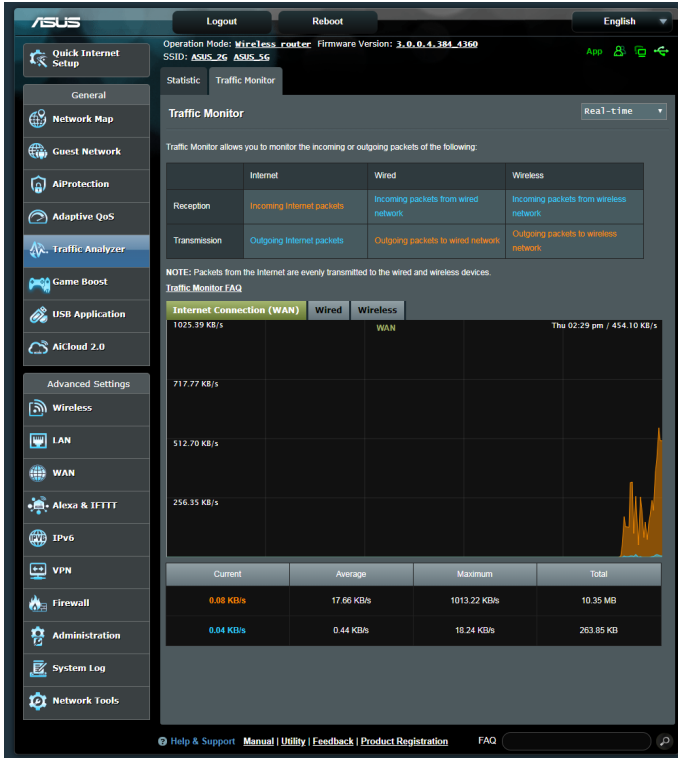 ASUS
Logout
Reboot
English
Quick Internet
Setup
Operation Mode: Wireless router Firmware Version: 3.0.0.4.384_4360
SSID: ASUS_2G ASUS_5G
App
Statistic
Traffic Monitor
General
Network Map
Guest Network
AiProtection
Adaptive QoS
Traffic Analyzer
Game Boost
USB Application
AiCloud 2.0
Advanced Settings
Wireless
LAN
WAN
Alexa & IFTTT
IPv6
VPN
Firewall
Administration
System Log
Network Tools
Traffic Monitor
Real-time
Traffic Monitor allows you to monitor the incoming or outgoing packets of the following:
Internet Wired Wireless
Reception
Incoming Internet packets
Incoming packets from wired
network
Incoming packets from wireless
network
Transmission
Outgoing Internet packets
Outgoing packets to wired network
Outgoing packets to wireless
network
NOTE: Packets from the Internet are evenly transmitted to the wired and wireless devices.
Traffic Monitor FAQ
Internet Connection (WAN) Wired Wireless
1025.39 KB/s
WAN
Thu 02:29 pm / 454.10 KB/s
717.77 KB/s
512.70 KB/s
256.35 KB/s
Current Average Maximum Total
0.08 KB/s 17.66 KB/s 1013.22 KB/s 10.35 MB
0.04 KB/s 0.44 KB/s 18.24 KB/s 263.85 KB
Help & Support Manual | Utility | Feedback | Product Registration FAQ